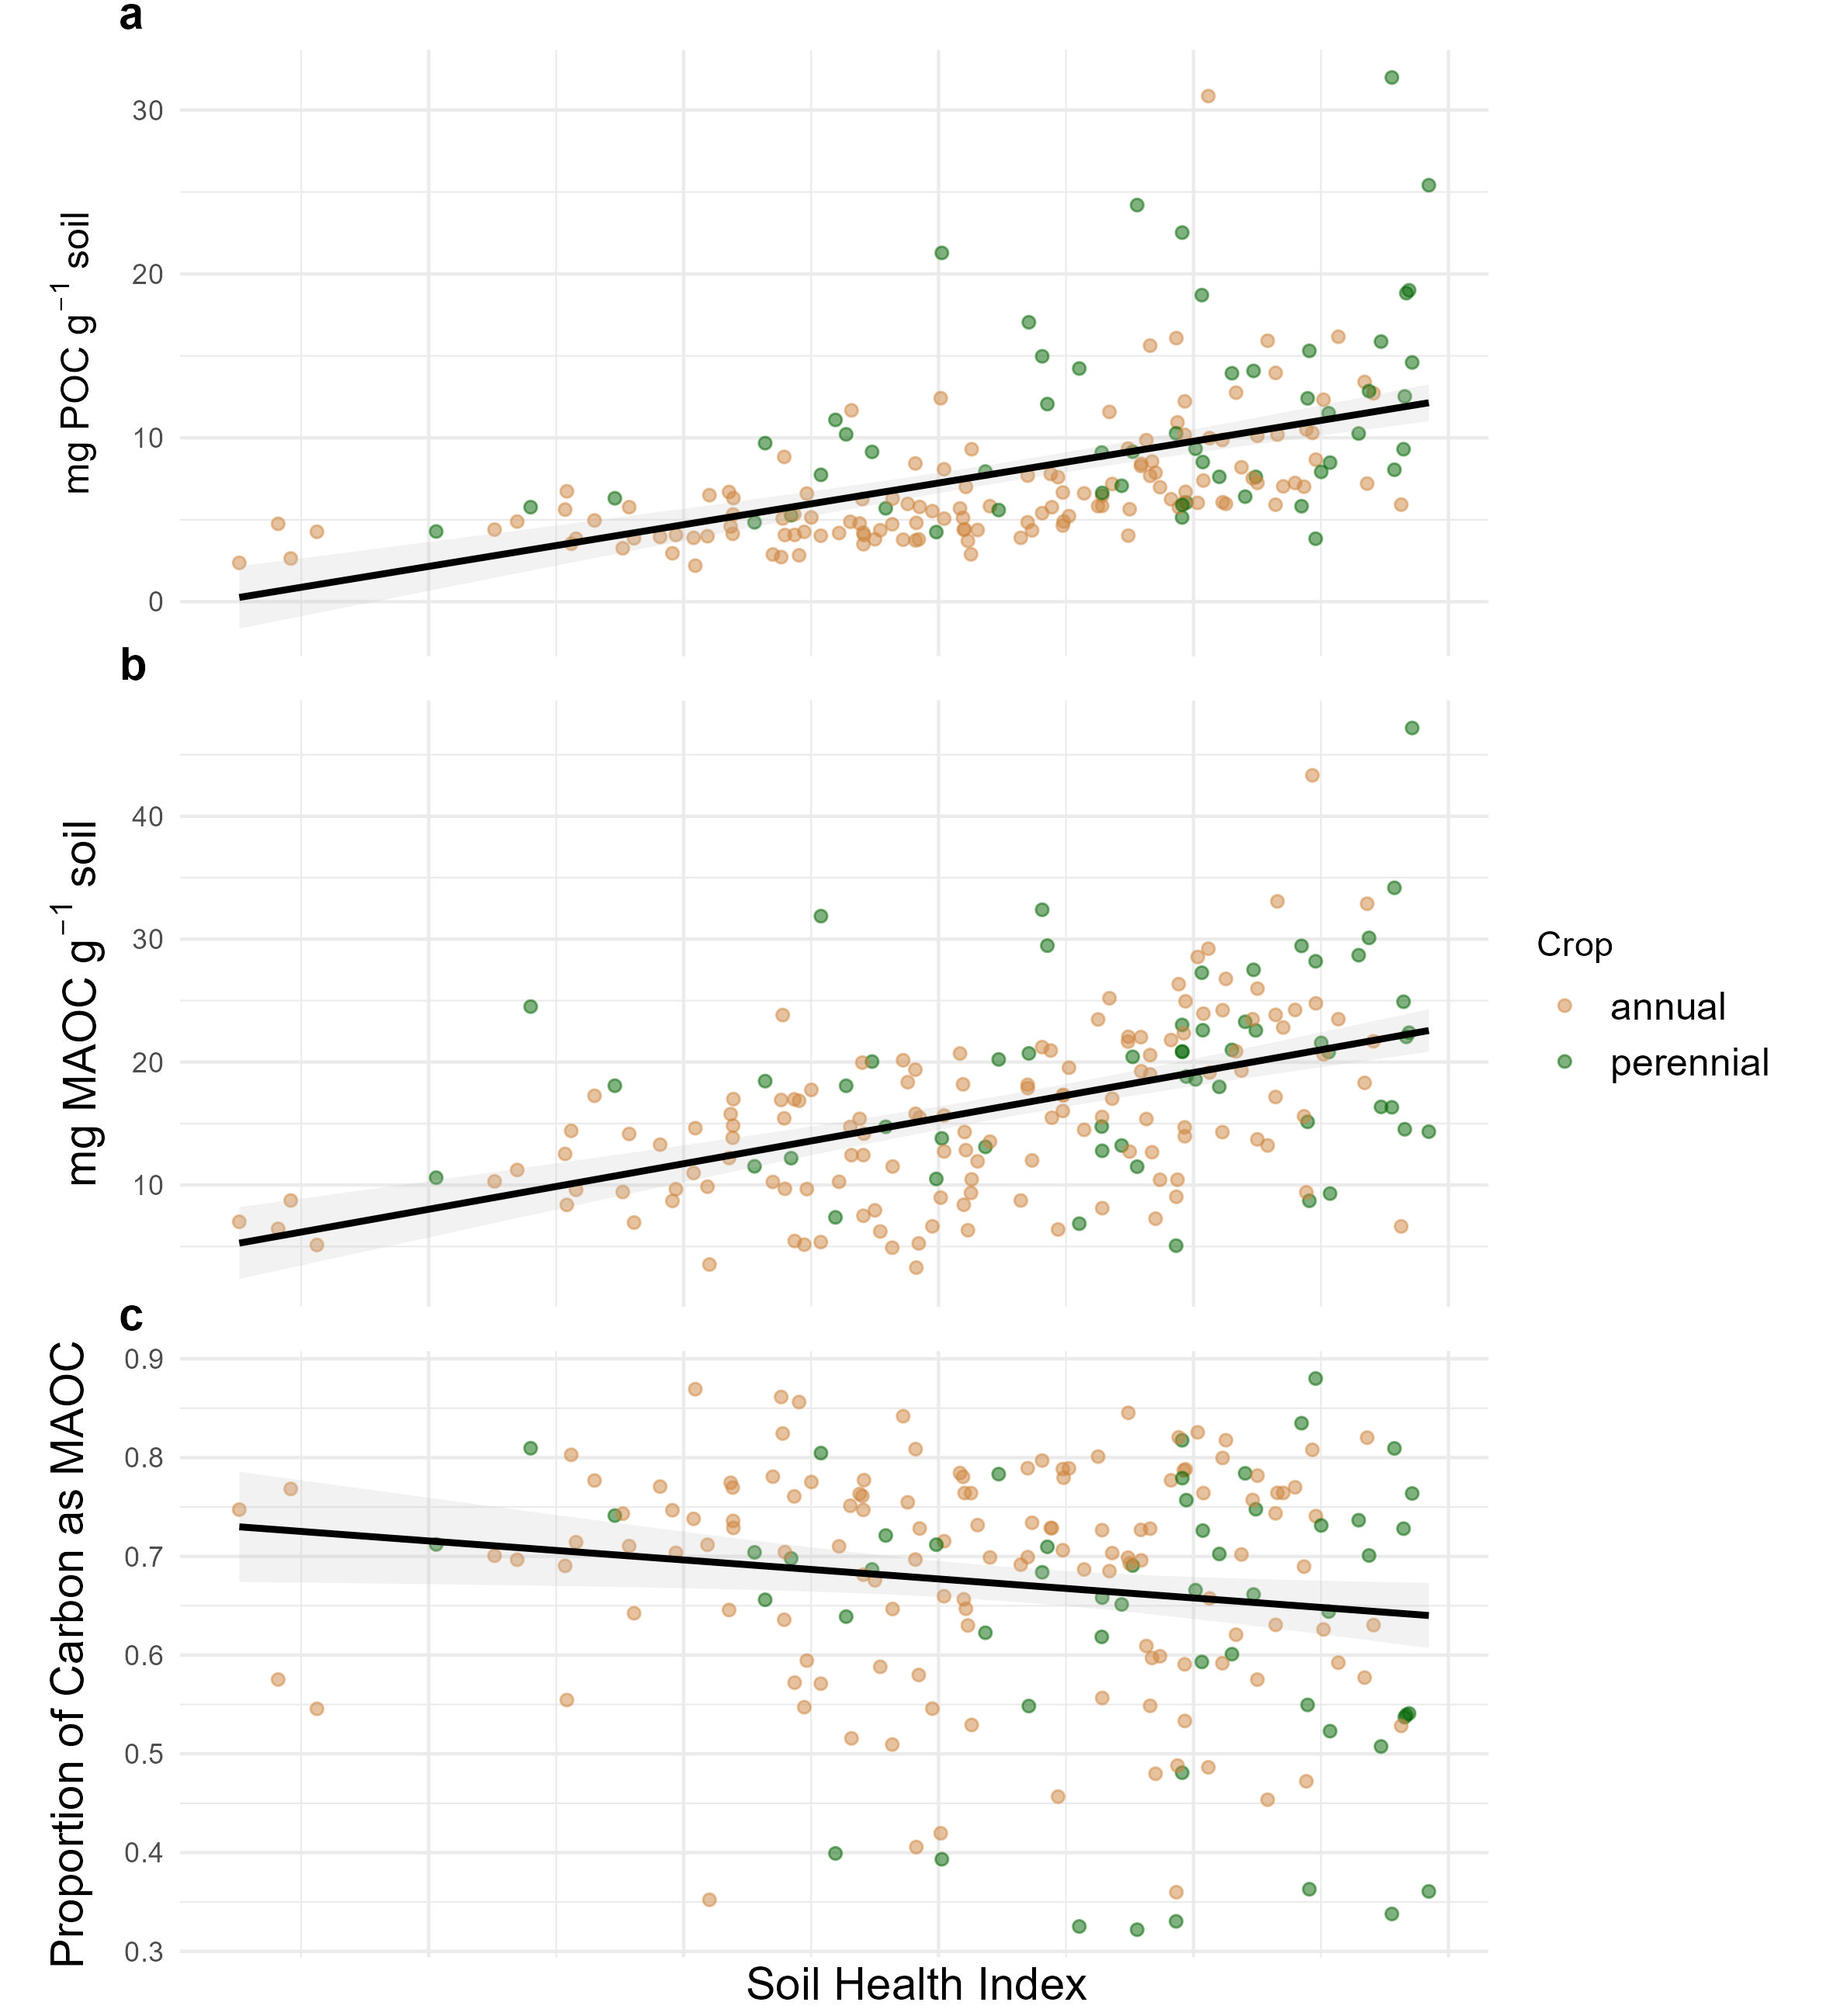 a
mg POC g⁻¹ soil
30
20
10
0
b
mg MAOC g⁻¹ soil
40
30
20
10
Crop
annual
perennial
c
Proportion of Carbon as MAOC
0.9
0.8
0.7
0.6
0.5
0.4
0.3
Soil Health Index